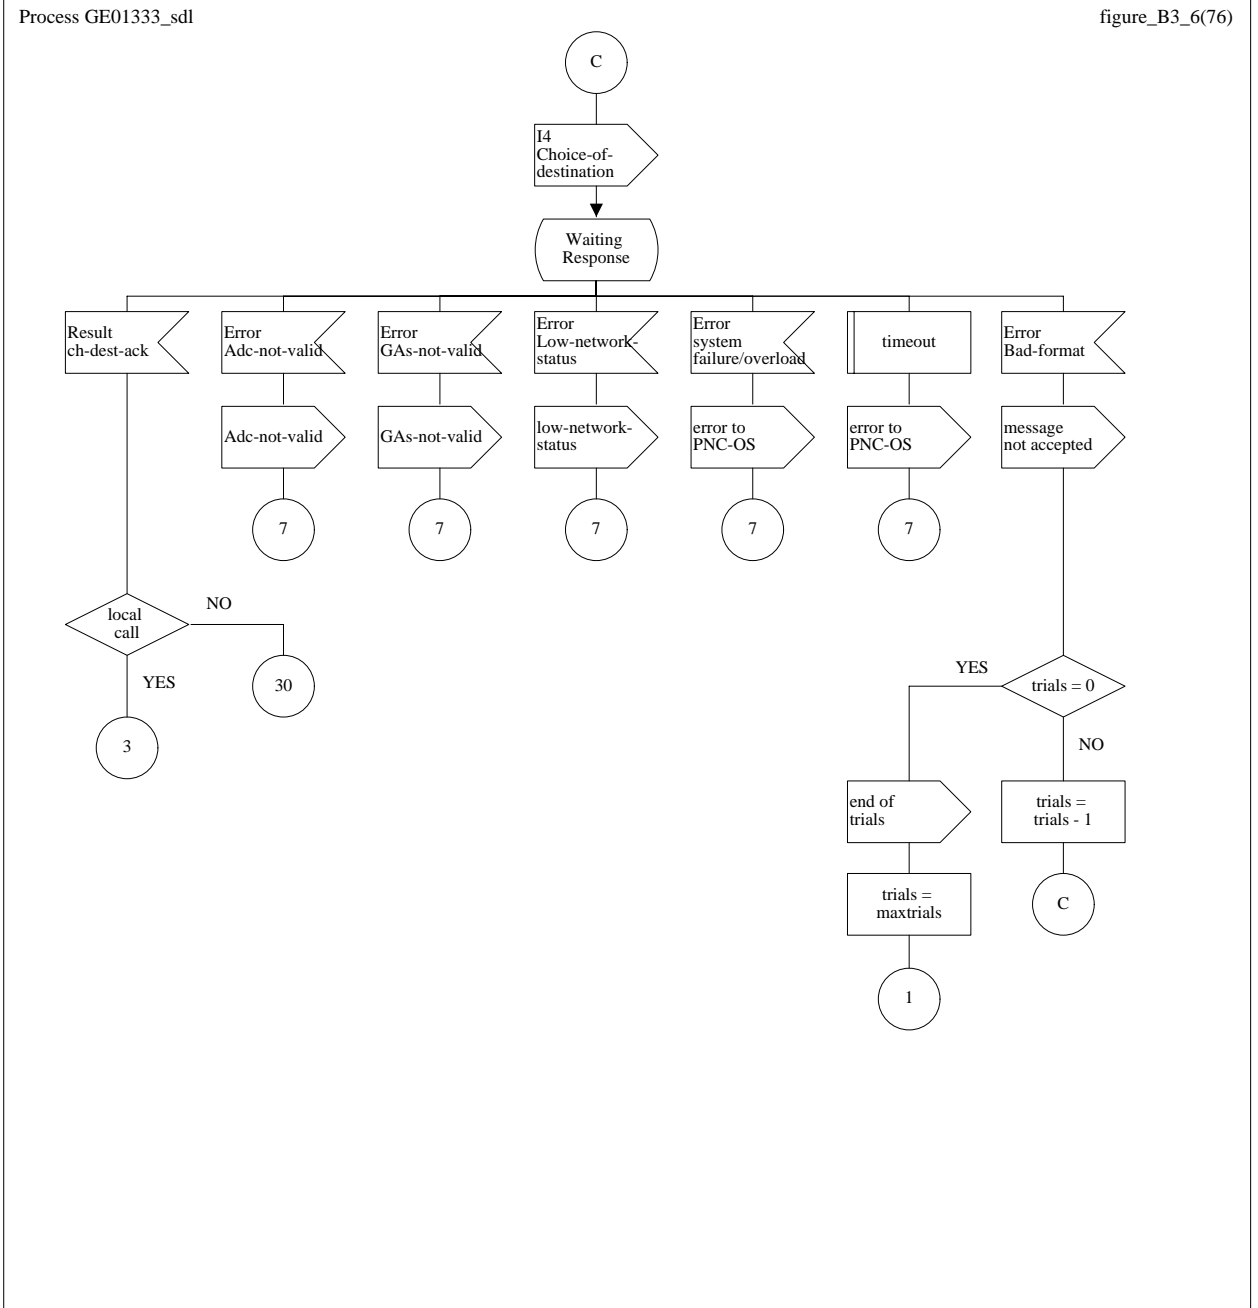 Process GE01333_sdl
figure_B3_6(76)
C
I4
Choice-of-
destination
Waiting
Response
Result
ch-dest-ack
Error
Adc-not-valid
Error
GAs-not-valid
Error
Low-network-
status
Error
system
failure/overload
timeout
Error
Bad-format
Adc-not-valid
GAs-not-valid
low-network-
status
error to
PNC-OS
error to
PNC-OS
message
not accepted
7
7
7
7
7
local
call
NO
YES
30
3
YES
trials = 0
NO
end of
trials
trials =
trials - 1
trials =
maxtrials
C
1